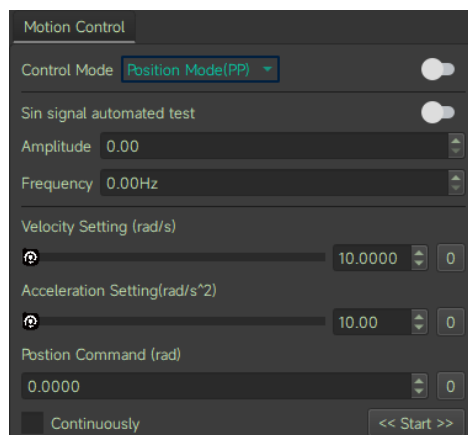 Motion Control
Control Mode Position Mode(PP)
Sin signal automated test
Amplitude 0.00
Frequency 0.00Hz
Velocity Setting (rad/s)
10.0000 0
Acceleration Setting(rad/s^2)
10.00 0
Postion Command (rad)
0.0000 0
Continuously << Start >>